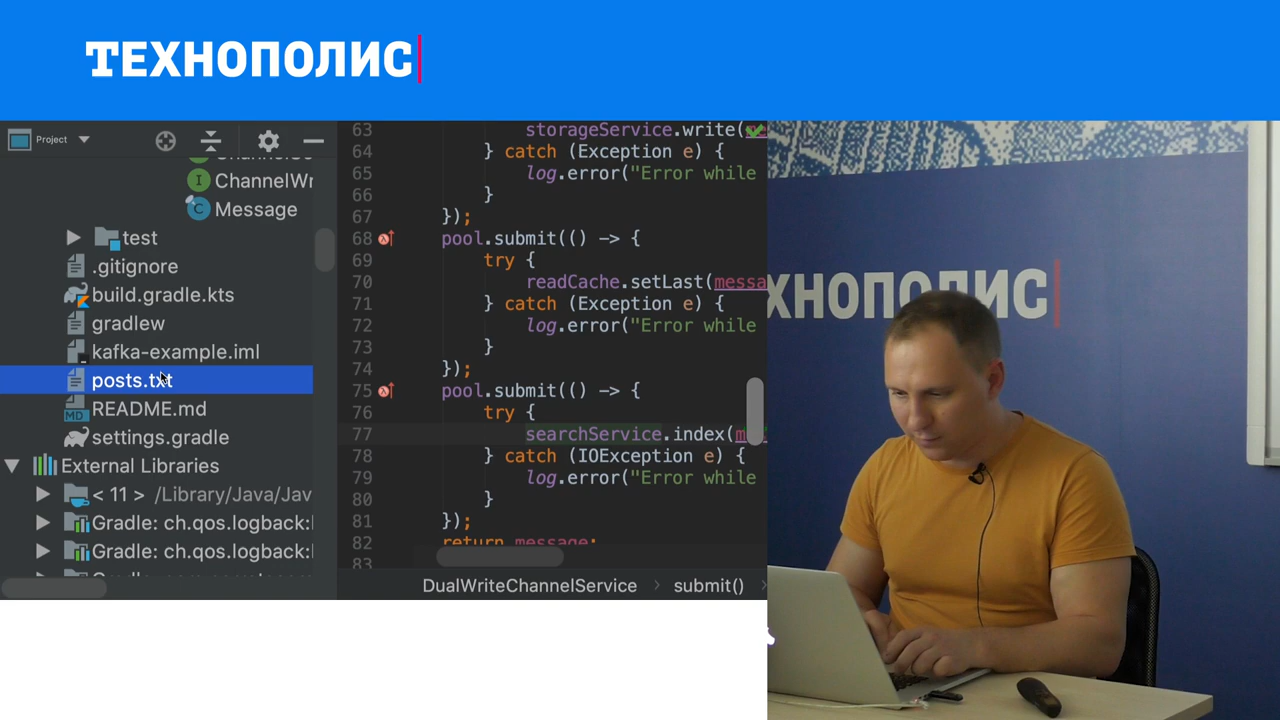 ТЕХНОПОЛИС
Project
ChannelWr
Message
test
.gitignore
build.gradle.kts
gradlew
kafka-example.iml
posts.txt
MD README.md
settings.gradle
External Libraries
< 11 > /Library/Java/Jav
Gradle: ch.qos.logback:l
Gradle: ch.qos.logback:l
63 storageService.write(me
64 } catch (Exception e) {
65 log.error("Error while
66 }
67 });
68 pool.submit(() -> {
69 try {
70 readCache.setLast(messa
71 } catch (Exception e) {
72 log.error("Error while
73 }
74 });
75 pool.submit(() -> {
76 try {
77 searchService.index(m
78 } catch (IOException e) {
79 log.error("Error while
80 }
81 });
82 return message;
83
DualWriteChannelService > submit() >
ХНОПОЛИС